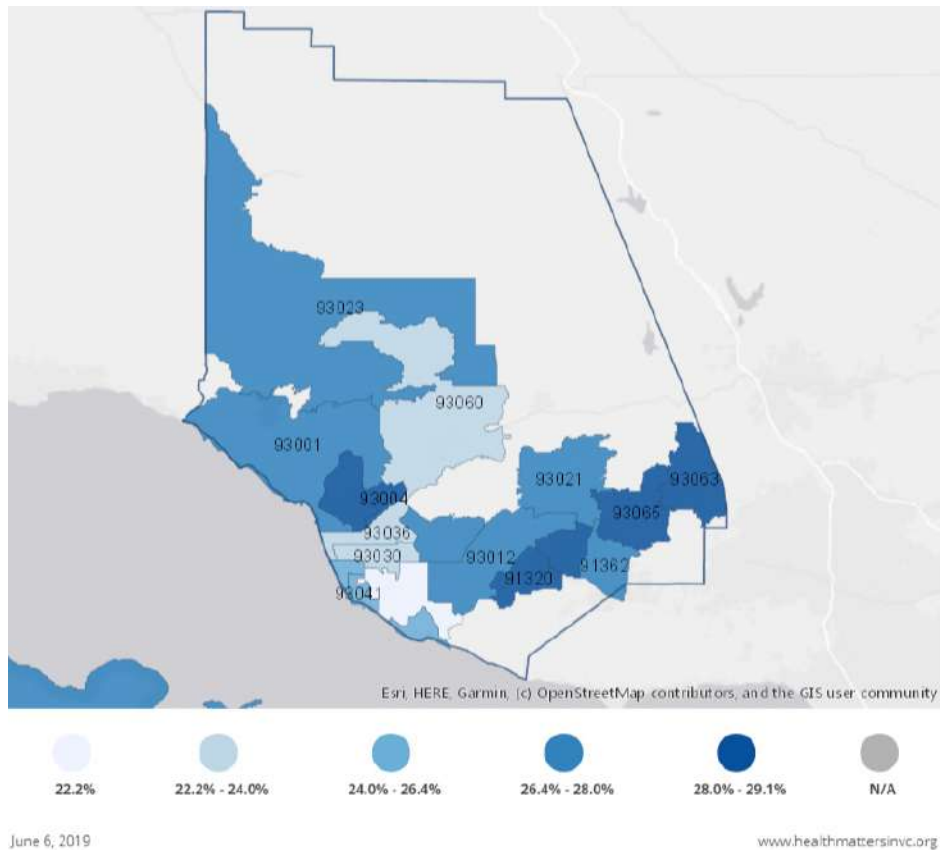 93023
93060
93001
93004
93021
93063
93065
93036
93030
93012
91362
91320
93041
Esri, HERE, Garmin, (c) OpenStreetMap contributors, and the GIS user community
22.2%
22.2% - 24.0%
24.0% - 26.4%
26.4% - 28.0%
28.0% - 29.1%
N/A
June 6, 2019
www.healthmattersinvc.org